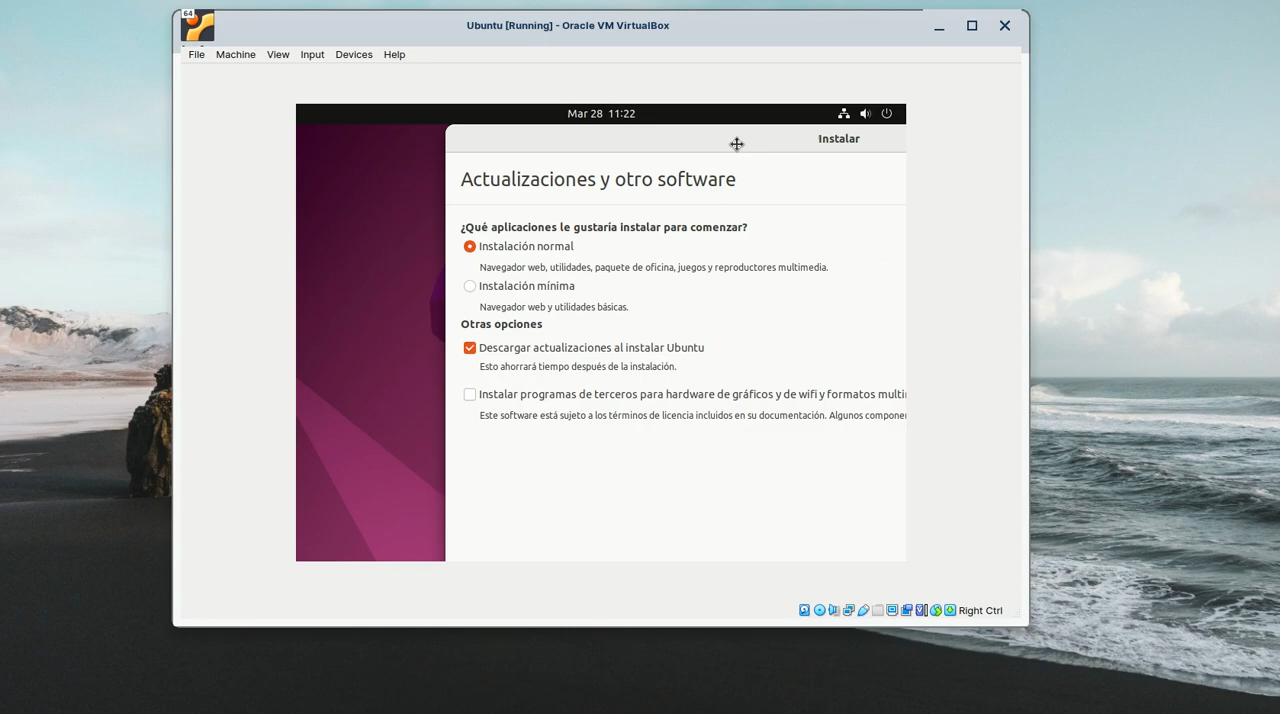 64
Ubuntu [Running] - Oracle VM VirtualBox
File Machine View Input Devices Help
Mar 28 11:22
Instalar
Actualizaciones y otro software
¿Qué aplicaciones le gustaría instalar para comenzar?
Instalación normal
Navegador web, utilidades, paquete de oficina, juegos y reproductores multimedia.
Instalación mínima
Navegador web y utilidades básicas.
Otras opciones
Descargar actualizaciones al instalar Ubuntu
Esto ahorrará tiempo después de la instalación.
Instalar programas de terceros para hardware de gráficos y de wifi y formatos
Este software está sujeto a los términos de licencia incluidos en su documentación. Algunos
Right Ctrl